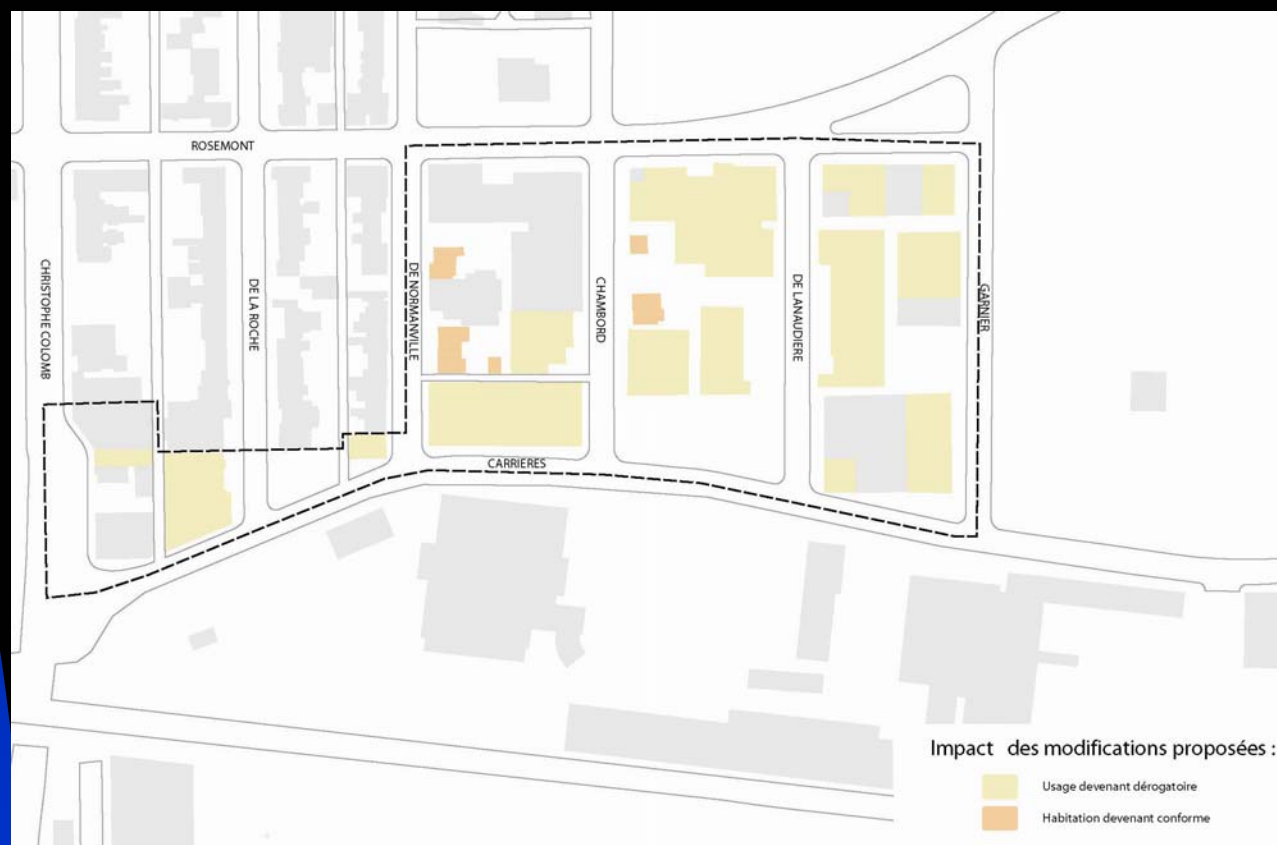 ROSEMONT
CHRISTOPHE COLOMB
DE LA ROCHE
DE NORMANVILLE
CHAMBORD
DE LANAUDIERE
GARNIER
CARRIERES
Impact des modifications proposées :
Usage devenant dérogatoire
Habitation devenant conforme